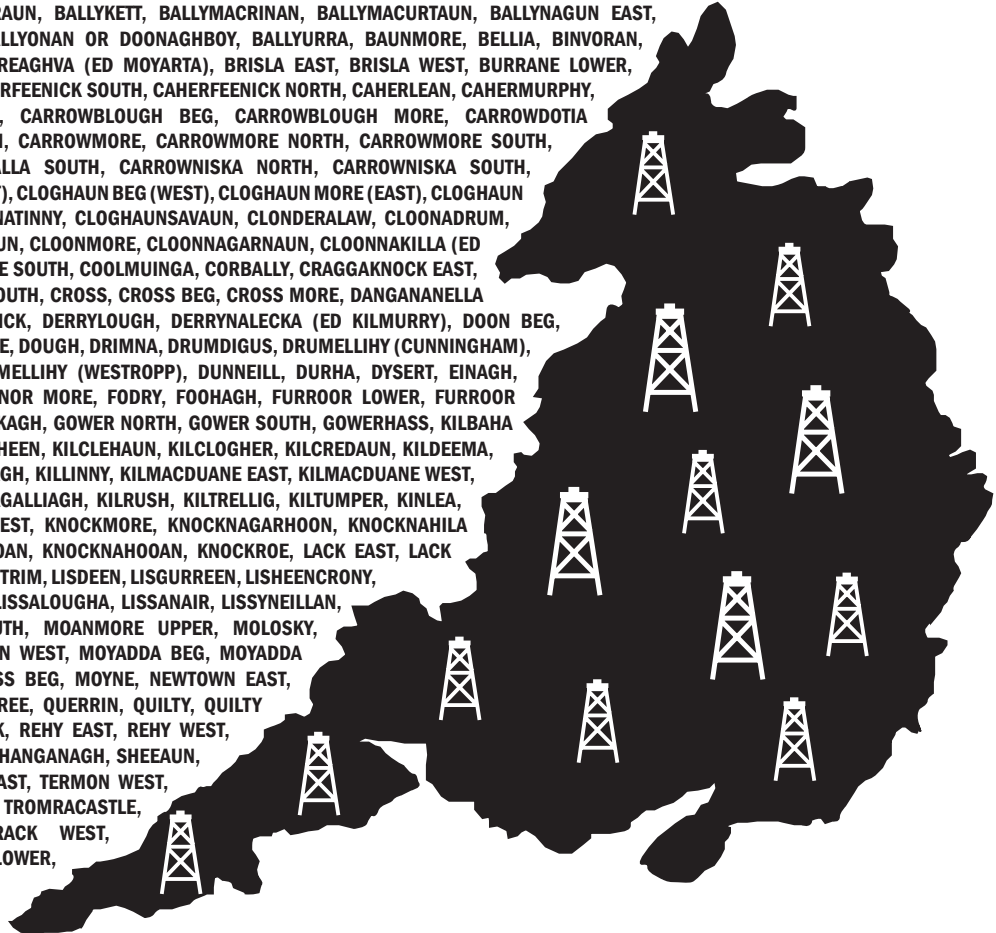 BALLYKETT, BALLYMACRINAN, BALLYMACURTAUN, BALLYNAGUN EAST,
OR DOONAGHBOY, BALLYURRA, BAUNMORE, BELLIA, BINVORAN,
(ED MOYARTA), BRISLA EAST, BRISLA WEST, BURRANE LOWER,
SOUTH, CAHERFEENICK NORTH, CAHERLEAN, CAHERMURPHY,
, CARROWBLOUGH BEG, CARROWBLOUGH MORE, CARROWDOTIA
, CARROWMORE, CARROWMORE NORTH, CARROWMORE SOUTH,
SOUTH, CARROWNISKA NORTH, CARROWNISKA SOUTH,
), CLOGHAUN BEG (WEST), CLOGHAUN MORE (EAST), CLOGHAUN
CLOGHAUNSAVAUN, CLONDERALAW, CLOONADRUM,
CLOONMORE, CLOONNAGARNAUN, CLOONNAKILLA (ED
SOUTH, COOLMUINGA, CORBALLY, CRAGGAKNOCK EAST,
OUTH, CROSS, CROSS BEG, CROSS MORE, DANGANANELLA
DERRYLOUGH, DERRYNALECKA (ED KILMURRY), DOON BEG,
DOUGH, DRIMNA, DRUMDIGUS, DRUMELLIHY (CUNNINGHAM),
MELLIHY (WESTROPP), DUNNEILL, DURHA, DYSERT, EINAGH,
NOR MORE, FODRY, FOOHAGH, FURROOR LOWER, FURROOR
KAGH, GOWER NORTH, GOWER SOUTH, GOWERHASS, KILBAHA
HEEN, KILCLEHAUN, KILCLOGHER, KILCREDAUN, KILDEEMA,
GH, KILLINNY, KILMACDUANE EAST, KILMACDUANE WEST,
GALLIAGH, KILRUSH, KILTRELLIG, KILTUMPER, KINLEA,
EST, KNOCKMORE, KNOCKNAGARHOON, KNOCKNAHILA
OAN, KNOCKNAHOOAN, KNOCKROE, LACK EAST, LACK
TRIM, LISDEEN, LISGURREEN, LISHEENCRONY,
LISSALOUGHA, LISSANAIR, LISSYNEILLAN,
UTH, MOANMORE UPPER, MOLOSKY,
N WEST, MOYADDA BEG, MOYADDA
SS BEG, MOYNE, NEWTOWN EAST,
REE, QUERRIN, QUILTY, QUILTY
REHY EAST, REHY WEST,
HANGANAGH, SHEEAUN,
AST, TERMON WEST,
TROMRACASTLE,
RACK WEST,
LOWER,